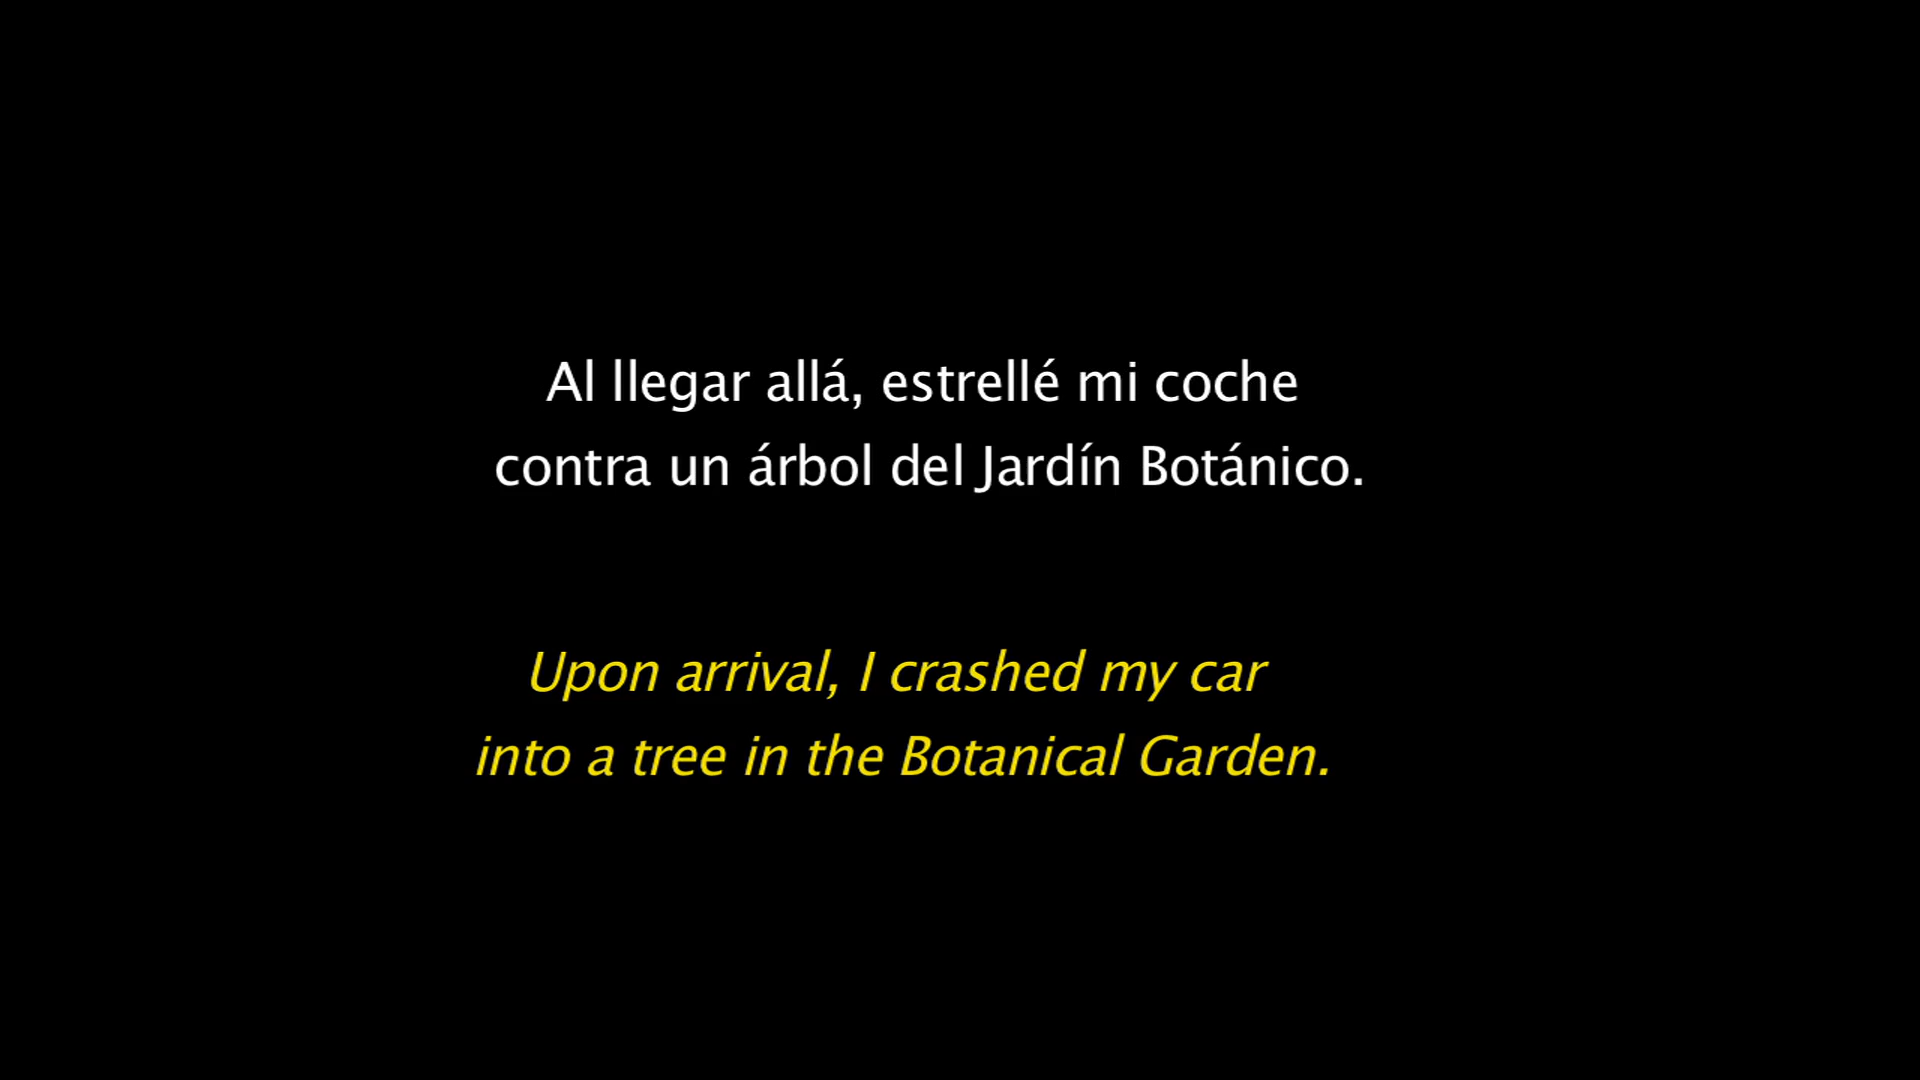 Al llegar allá, estrellé mi coche
contra un árbol del Jardín Botánico.
Upon arrival, I crashed my car
into a tree in the Botanical Garden.